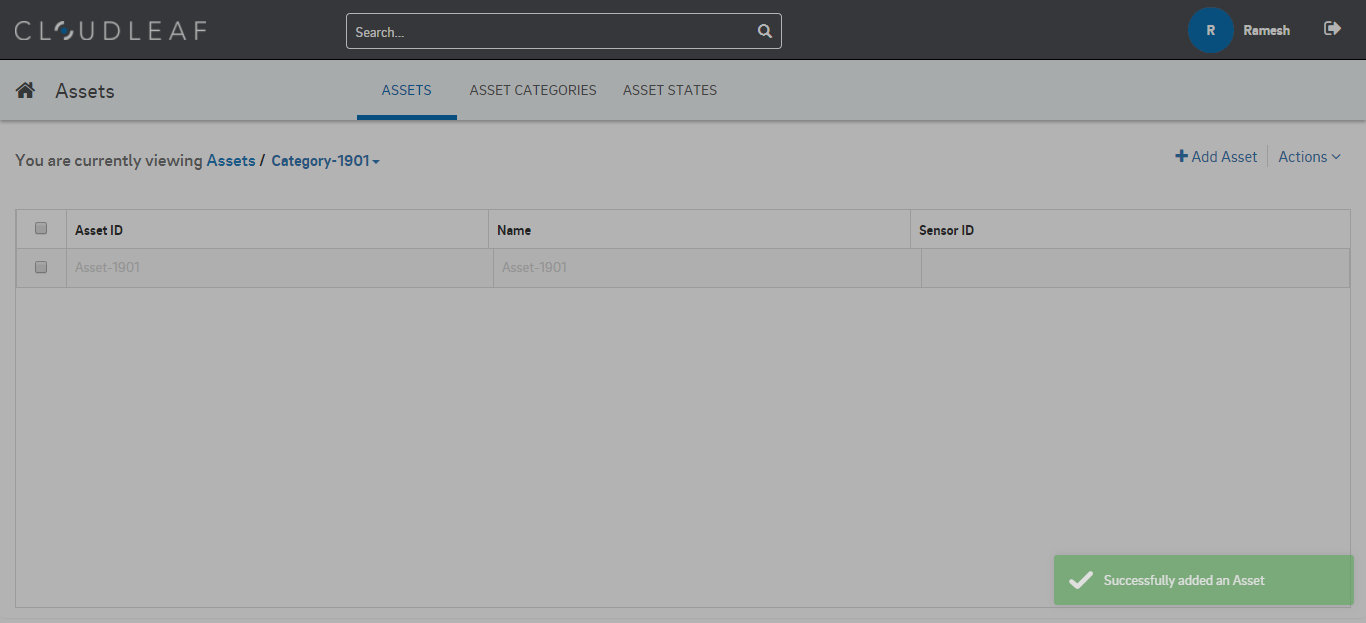 CLOUDLEAF
Search...
R
Ramesh
Assets
ASSETS
ASSET CATEGORIES
ASSET STATES
You are currently viewing Assets / Category-1901
Add Asset
Actions
Asset ID
Name
Sensor ID
Asset-1901
Asset-1901
Successfully added an Asset